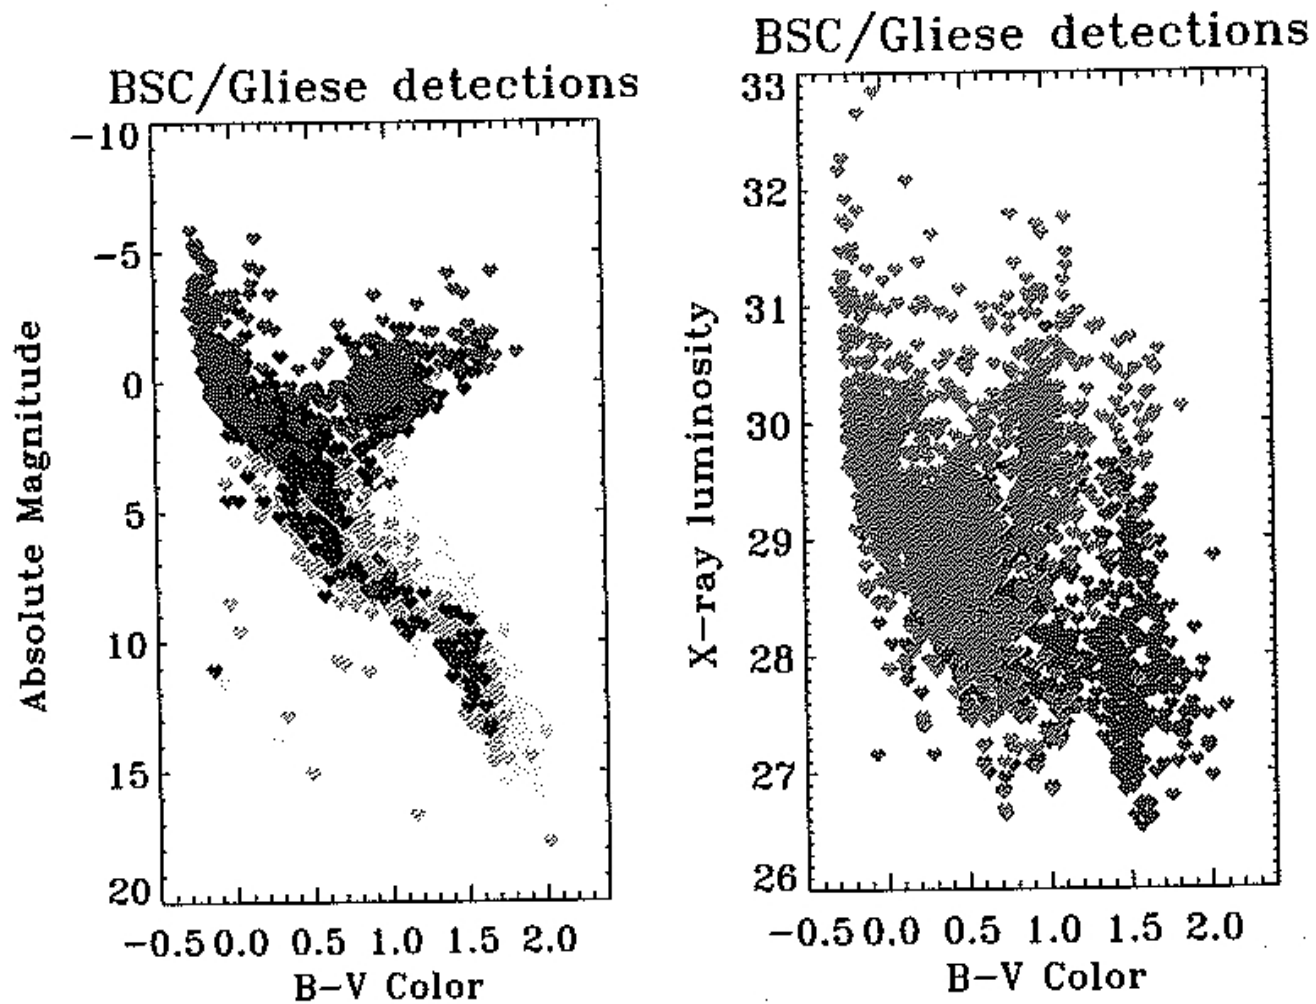 BSC/Gliese detections
-10
-5
0
5
10
15
20
Absolute Magnitude
-0.5 0.0 0.5 1.0 1.5 2.0
B-V Color
BSC/Gliese detections
33
32
31
30
29
28
27
26
X-ray luminosity
-0.5 0.0 0.5 1.0 1.5 2.0
B-V Color